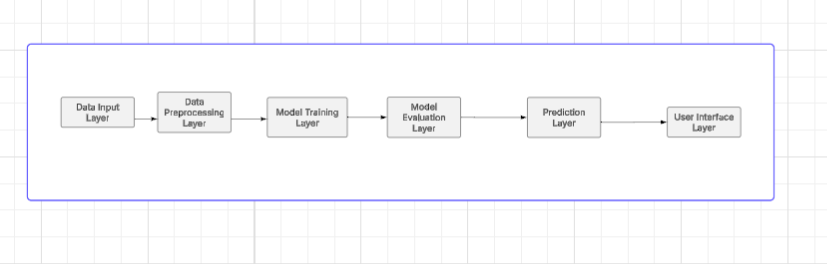 Data Input
Layer
Data
Preprocessing
Layer
Model Training
Layer
Model
Evaluation
Layer
Prediction
Layer
User Interface
Layer